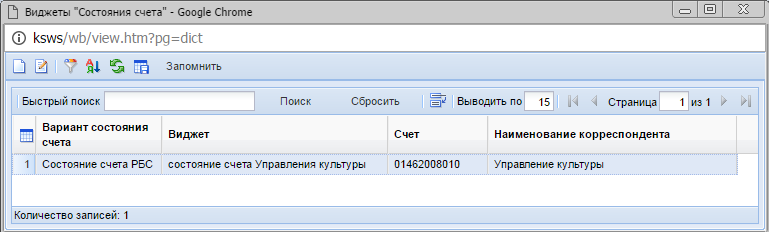 Виджеты "Состояния счета" - Google Chrome
ksws/wb/view.htm?pg=dict
Запомнить
Быстрый поиск Поиск Сбросить Выводить по 15 Страница 1 из 1
Вариант состояния счета Виджет Счет Наименование корреспондента
1 Состояние счета РБС состояние счета Управления культуры 01462008010 Управление культуры
Количество записей: 1